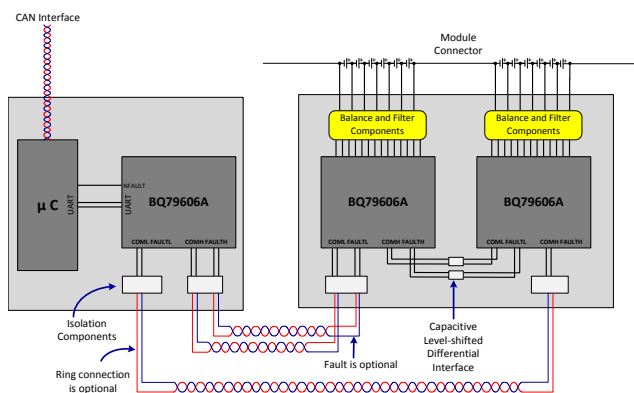 CAN Interface
Module
Connector
Balance and Filter
Components
Balance and Filter
Components
µ C
UART
NFAULT
UART
BQ79606A
COML FAULTL
COMH FAULTH
BQ79606A
COML FAULTL
COMH FAULTH
BQ79606A
COML FAULTL
COMH FAULTH
Isolation
Components
Ring connection
is optional
Fault is optional
Capacitive
Level-shifted
Differential
Interface